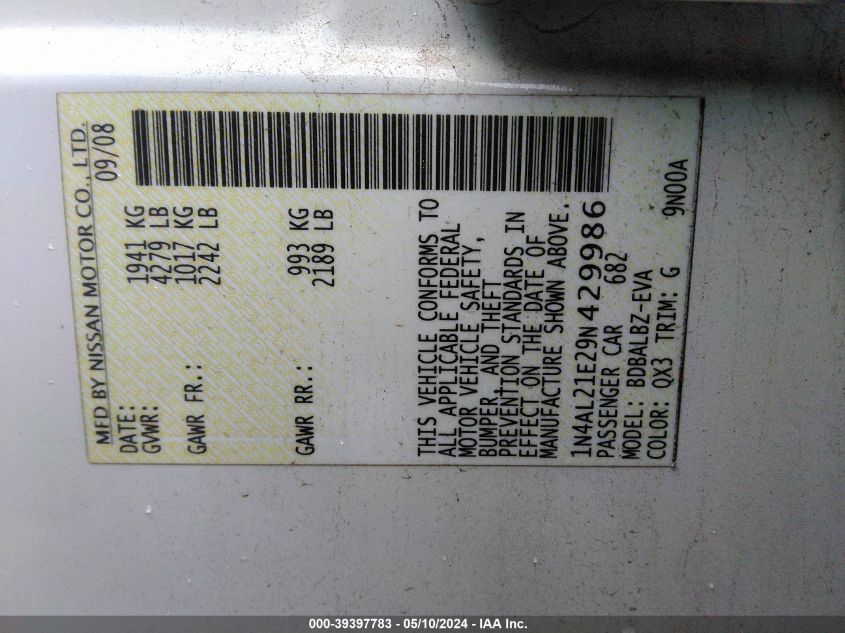 MFD BY NISSAN MOTOR CO., LTD.
DATE: 09/08
GVWR: 1941 KG
4279 LB
GAWR FR.: 1017 KG
2242 LB
GAWR RR.: 993 KG
2189 LB
THIS VEHICLE CONFORMS TO
ALL APPLICABLE FEDERAL
MOTOR VEHICLE SAFETY,
BUMPER, AND THEFT
PREVENTION STANDARDS IN
EFFECT ON THE DATE OF
MANUFACTURE SHOWN ABOVE.
1N4AL21E29N429986
PASSENGER CAR 682
MODEL: BDBALBZ-EVA
COLOR: QX3 TRIM: G 9N00A
000-39397783 - 05/10/2024 - IAA Inc.